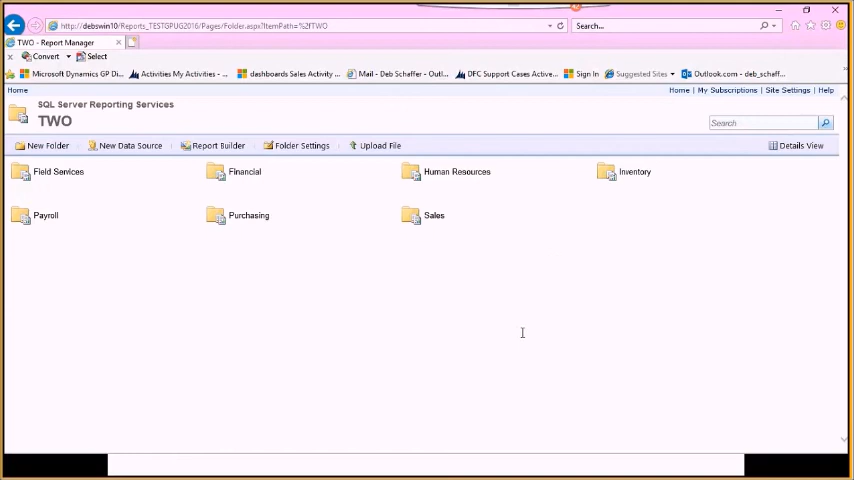 http://debswin10/Reports_TESTGPUG2016/Pages/Folder.aspx?ItemPath=%2fTWO
Search...
TWO - Report Manager
x Convert Select
Microsoft Dynamics GP Di... Activities My Activities - ... dashboards Sales Activity ... Mail - Deb Schaffer - Outl... DFC Support Cases Active... Sign In Suggested Sites Outlook.com - deb_schaff...
Home
Home | My Subscriptions | Site Settings | Help
SQL Server Reporting Services
TWO
Search
New Folder New Data Source Report Builder Folder Settings Upload File Details View
Field Services Financial Human Resources Inventory
Payroll Purchasing Sales